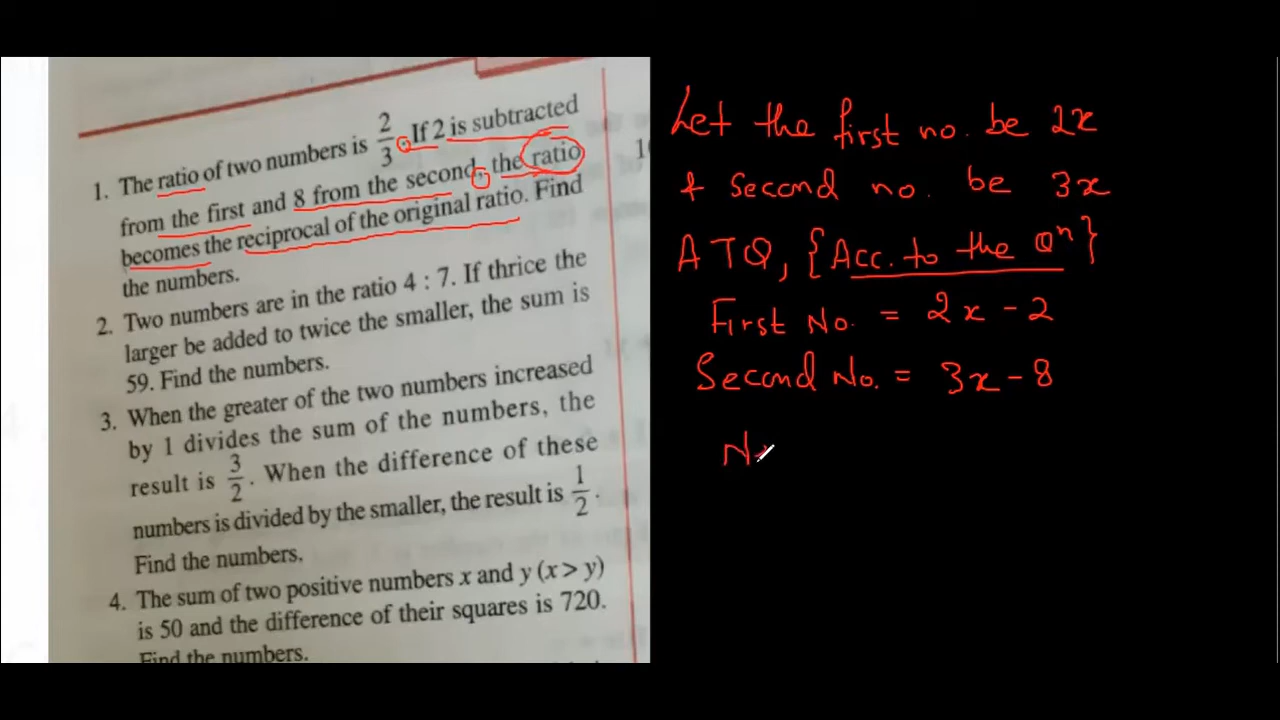 1. The ratio of two numbers is 2/3. If 2 is subtracted
from the first and 8 from the second, the ratio
becomes the reciprocal of the original ratio. Find
the numbers.
2. Two numbers are in the ratio 4 : 7. If thrice the
larger be added to twice the smaller, the sum is
59. Find the numbers.
3. When the greater of the two numbers increased
by 1 divides the sum of the numbers, the
result is 3/2. When the difference of these
numbers is divided by the smaller, the result is 1/2.
Find the numbers.
4. The sum of two positive numbers x and y (x > y)
is 50 and the difference of their squares is 720.
Find the numbers.
Let the first no. be 2x
& second no. be 3x
ATQ, {Acc. to the Qⁿ}
First No. = 2x - 2
Second No. = 3x - 8